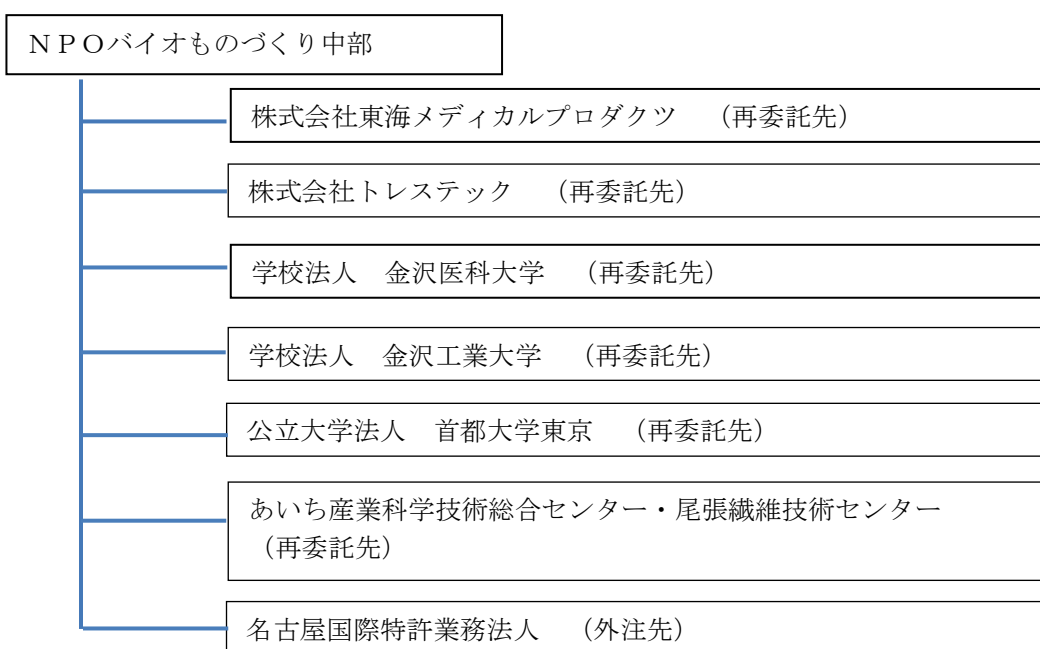 ＮＰＯバイオものづくり中部
株式会社東海メディカルプロダクツ　（再委託先）
株式会社トレステック　（再委託先）
学校法人　金沢医科大学　（再委託先）
学校法人　金沢工業大学　（再委託先）
公立大学法人　首都大学東京　（再委託先）
あいち産業科学技術総合センター・尾張繊維技術センター
（再委託先）
名古屋国際特許業務法人　（外注先）